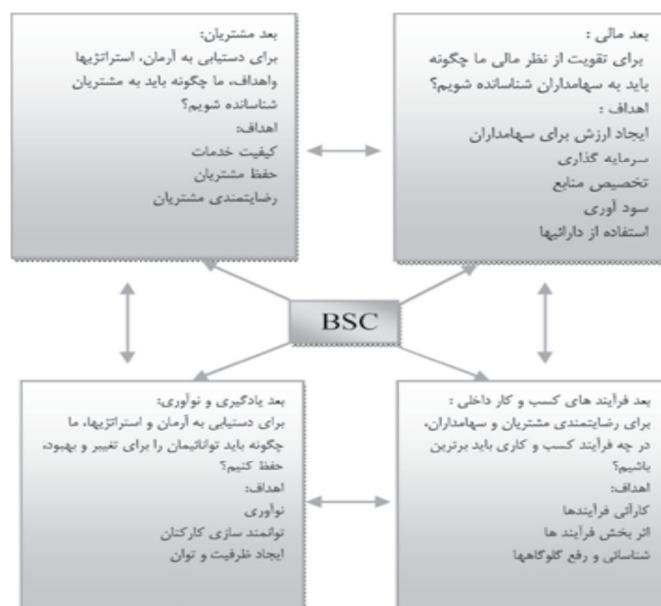 بعد مالی :
برای تقویت از نظر مالی ما چگونه
باید به سهامداران شناسانده شویم؟
اهداف :
ایجاد ارزش برای سهامداران
سرمایه گذاری
تخصیص منابع
سود آوری
استفاده از دارائیها
بعد مشتریان:
برای دستیابی به آرمان، استراتژیها
واهداف، ما چگونه باید به مشتریان
شناسانده شویم؟
اهداف:
کیفیت خدمات
حفظ مشتریان
رضایتمندی مشتریان
BSC
بعد فرآیند های کسب و کار داخلی :
برای رضایتمندی مشتریان و سهامداران،
در چه فرآیند کسب و کاری باید برترین
باشیم؟
اهداف:
کارآئی فرآیندها
اثر بخش فرآیند ها
شناسائی و رفع گلوگاهها
بعد یادگیری و نوآوری:
برای دستیابی به آرمان و استراتژیها، ما
چگونه باید توانائیمان را برای تغییر و بهبود،
حفظ کنیم؟
اهداف:
نوآوری
توانمند سازی کارکنان
ایجاد ظرفیت و توان